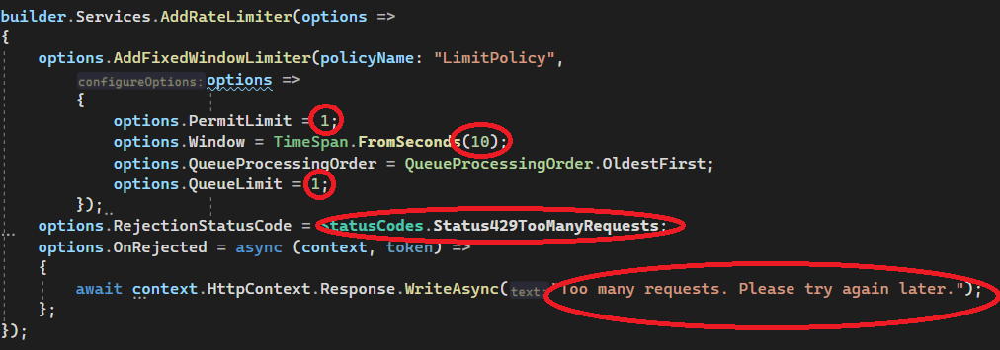 builder.Services.AddRateLimiter(options =>
{
options.AddFixedWindowLimiter(policyName: "LimitPolicy",
configureOptions: options =>
{
options.PermitLimit = 1;
options.Window = TimeSpan.FromSeconds(10);
options.QueueProcessingOrder = QueueProcessingOrder.OldestFirst;
options.QueueLimit = 1;
});
options.RejectionStatusCode = StatusCodes.Status429TooManyRequests;
options.OnRejected = async (context, token) =>
{
await context.HttpContext.Response.WriteAsync( text: "Too many requests. Please try again later.");
};
});